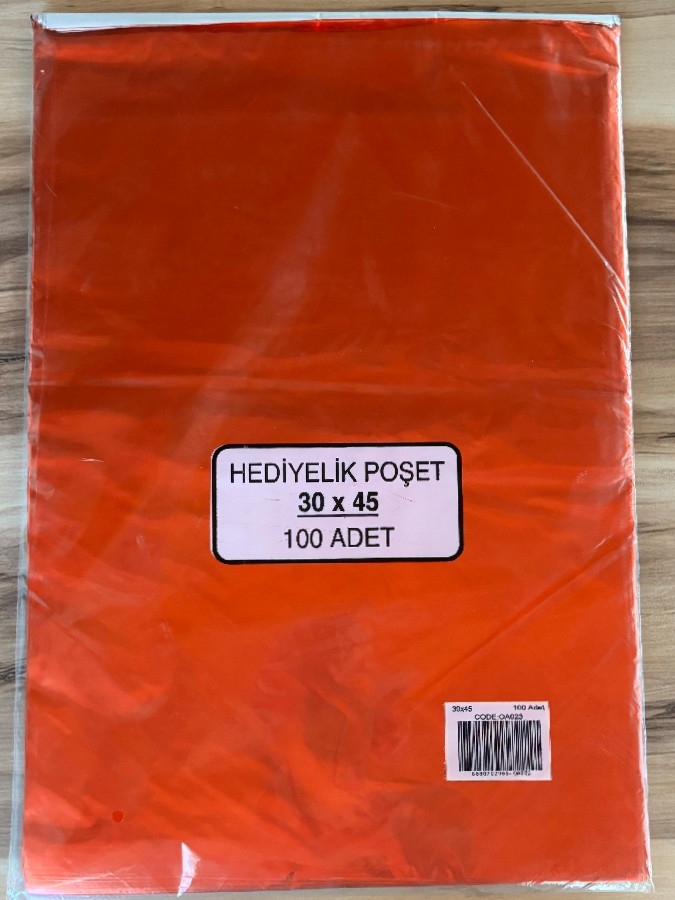 HEDİYELİK POŞET
30 x 45
100 ADET
30x45 100 Adet
CODE:OA023